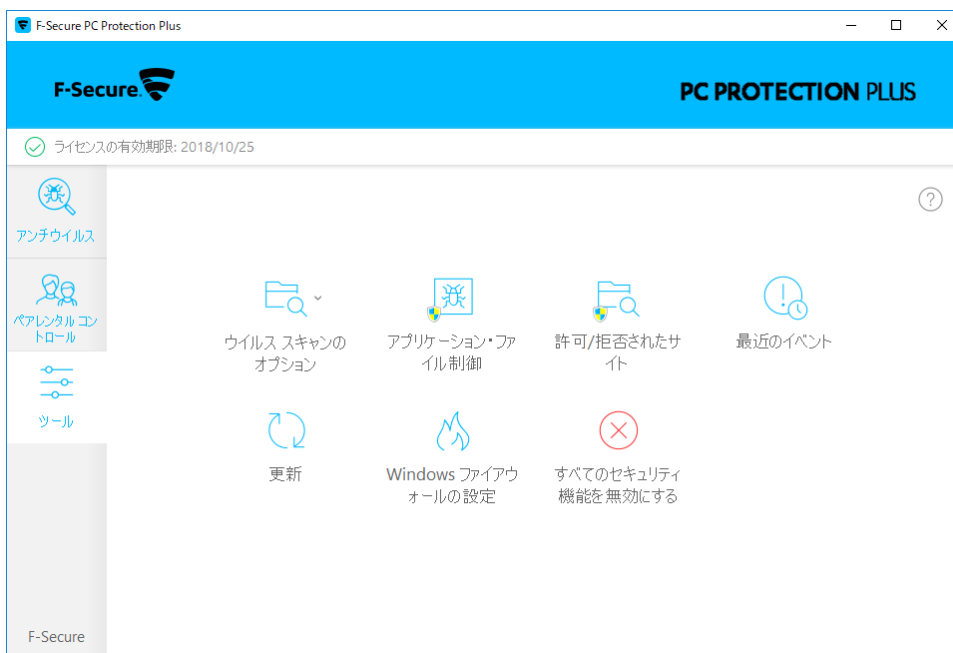 F-Secure PC Protection Plus
F-Secure.
PC PROTECTION PLUS
ライセンスの有効期限: 2018/10/25
アンチウイルス
ペアレンタル コン
トロール
ツール
ウイルス スキャンの
オプション
アプリケーション・ファ
イル制御
許可/拒否されたサ
イト
最近のイベント
更新
Windows ファイアウ
ォールの設定
すべてのセキュリティ
機能を無効にする
F-Secure